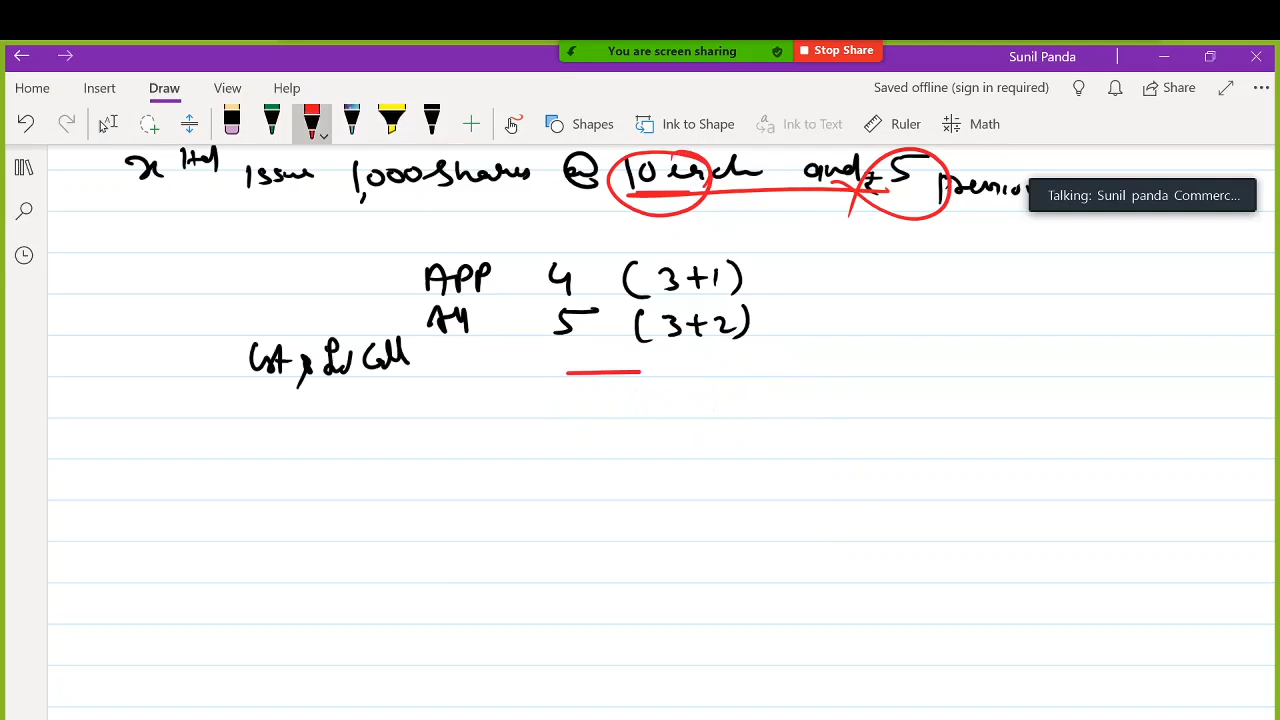 You are screen sharing
Stop Share
Sunil Panda
Home Insert Draw View Help
Saved offline (sign in required) Share
Shapes Ink to Shape Ink to Text Ruler Math
x ltd Issue 1,000 Shares @ 10 each and ₹ 5
Talking: Sunil panda Commerc...
APP 4 (3+1)
5 (3+2)
Call